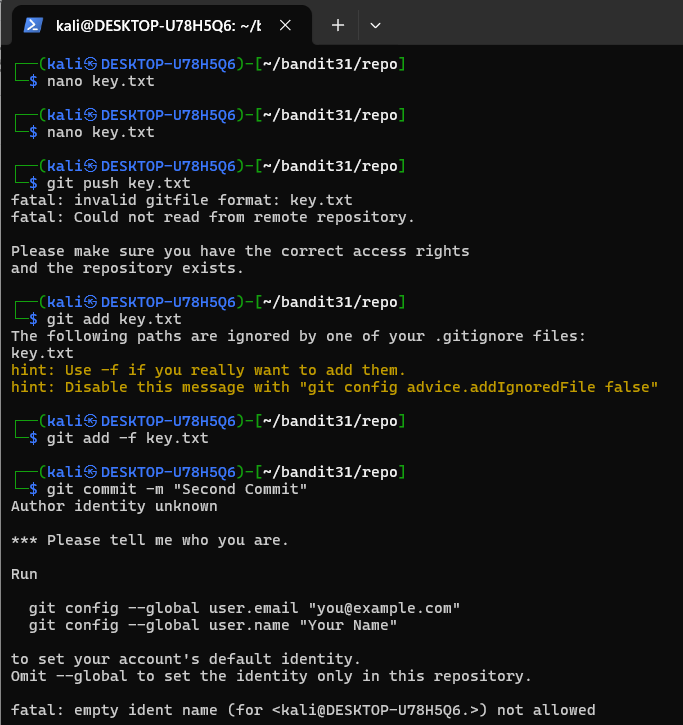 kali@DESKTOP-U78H5Q6: ~/b
┌──(kali㉿DESKTOP-U78H5Q6)-[~/bandit31/repo]
└─$ nano key.txt
┌──(kali㉿DESKTOP-U78H5Q6)-[~/bandit31/repo]
└─$ nano key.txt
┌──(kali㉿DESKTOP-U78H5Q6)-[~/bandit31/repo]
└─$ git push key.txt
fatal: invalid gitfile format: key.txt
fatal: Could not read from remote repository.
Please make sure you have the correct access rights
and the repository exists.
┌──(kali㉿DESKTOP-U78H5Q6)-[~/bandit31/repo]
└─$ git add key.txt
The following paths are ignored by one of your .gitignore files:
key.txt
hint: Use -f if you really want to add them.
hint: Disable this message with "git config advice.addIgnoredFile false"
┌──(kali㉿DESKTOP-U78H5Q6)-[~/bandit31/repo]
└─$ git add -f key.txt
┌──(kali㉿DESKTOP-U78H5Q6)-[~/bandit31/repo]
└─$ git commit -m "Second Commit"
Author identity unknown
*** Please tell me who you are.
Run
  git config --global user.email "you@example.com"
  git config --global user.name "Your Name"
to set your account's default identity.
Omit --global to set the identity only in this repository.
fatal: empty ident name (for <kali@DESKTOP-U78H5Q6.>) not allowed